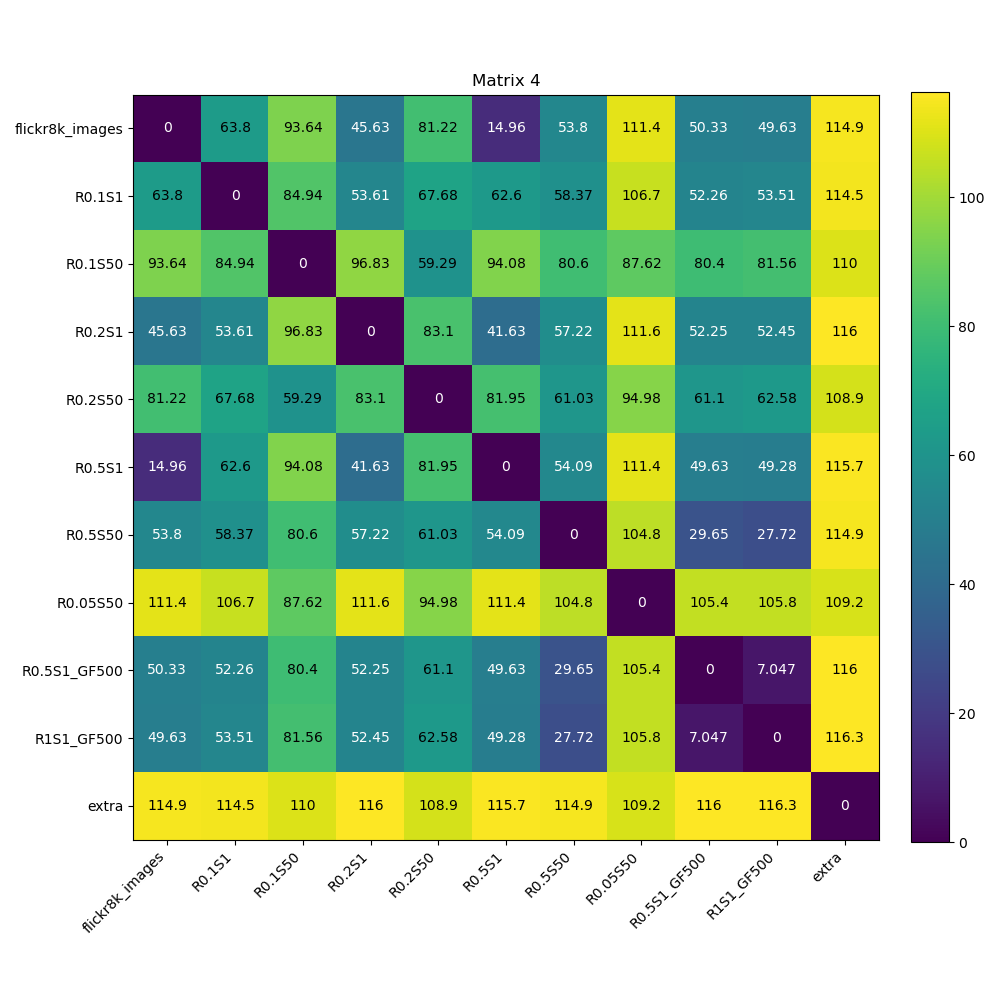 Matrix 4
flickr8k_images 0 63.8 93.64 45.63 81.22 14.96 53.8 111.4 50.33 49.63 114.9
R0.1S1 63.8 0 84.94 53.61 67.68 62.6 58.37 106.7 52.26 53.51 114.5
R0.1S50 93.64 84.94 0 96.83 59.29 94.08 80.6 87.62 80.4 81.56 110
R0.2S1 45.63 53.61 96.83 0 83.1 41.63 57.22 111.6 52.25 52.45 116
R0.2S50 81.22 67.68 59.29 83.1 0 81.95 61.03 94.98 61.1 62.58 108.9
R0.5S1 14.96 62.6 94.08 41.63 81.95 0 54.09 111.4 49.63 49.28 115.7
R0.5S50 53.8 58.37 80.6 57.22 61.03 54.09 0 104.8 29.65 27.72 114.9
R0.05S50 111.4 106.7 87.62 111.6 94.98 111.4 104.8 0 105.4 105.8 109.2
R0.5S1_GF500 50.33 52.26 80.4 52.25 61.1 49.63 29.65 105.4 0 7.047 116
R1S1_GF500 49.63 53.51 81.56 52.45 62.58 49.28 27.72 105.8 7.047 0 116.3
extra 114.9 114.5 110 116 108.9 115.7 114.9 109.2 116 116.3 0
flickr8k_images R0.1S1 R0.1S50 R0.2S1 R0.2S50 R0.5S1 R0.5S50 R0.05S50 R0.5S1_GF500 R1S1_GF500 extra
100
80
60
40
20
0